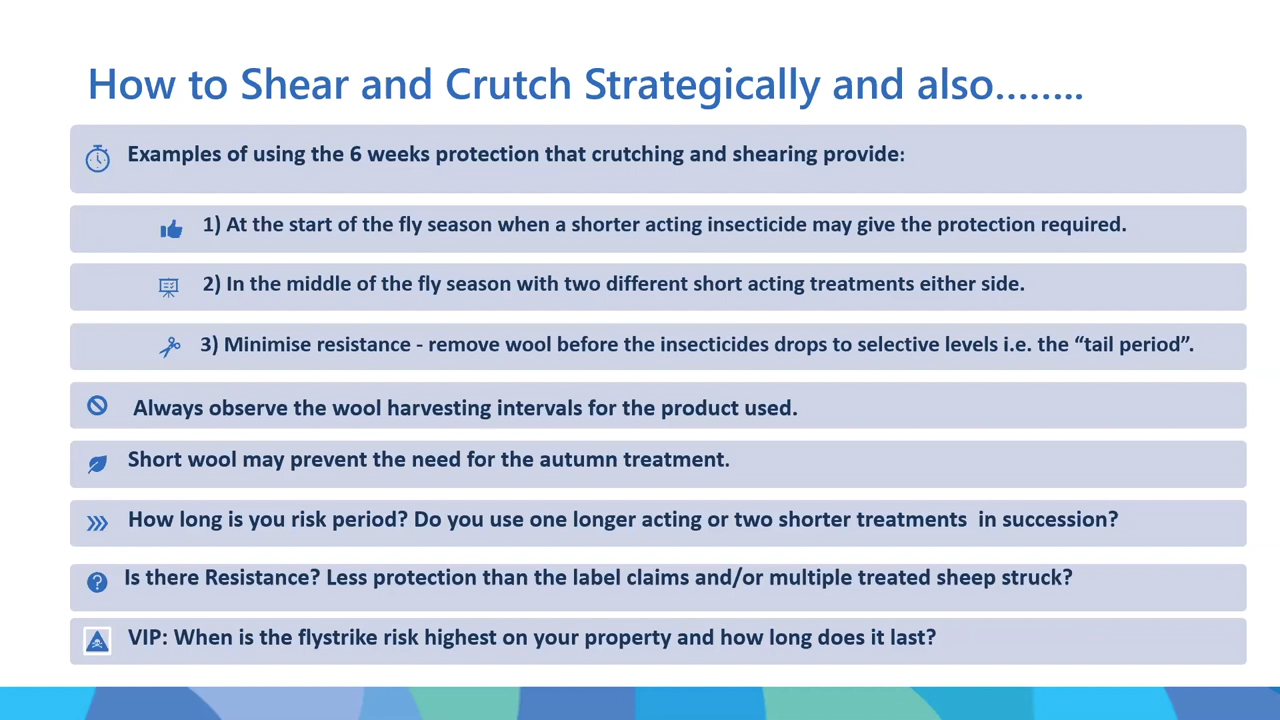 How to Shear and Crutch Strategically and also........
Examples of using the 6 weeks protection that crutching and shearing provide:
1) At the start of the fly season when a shorter acting insecticide may give the protection required.
2) In the middle of the fly season with two different short acting treatments either side.
3) Minimise resistance - remove wool before the insecticides drops to selective levels i.e. the “tail period”.
Always observe the wool harvesting intervals for the product used.
Short wool may prevent the need for the autumn treatment.
How long is you risk period? Do you use one longer acting or two shorter treatments  in succession?
Is there Resistance? Less protection than the label claims and/or multiple treated sheep struck?
VIP: When is the flystrike risk highest on your property and how long does it last?